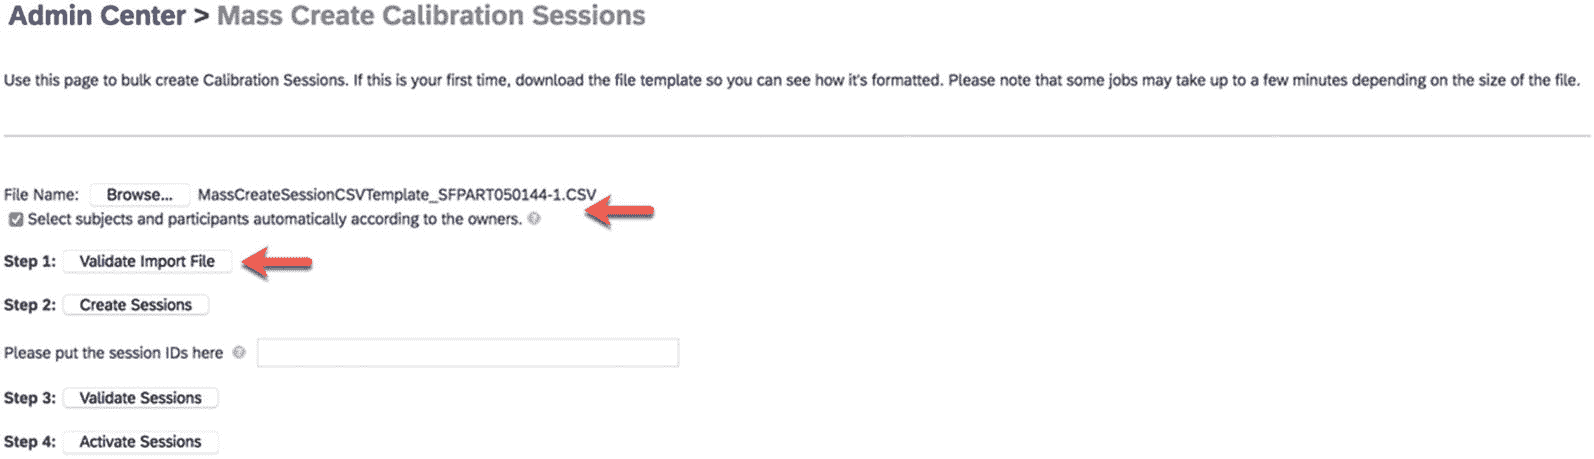 Admin Center > Mass Create Calibration Sessions
Use this page to bulk create Calibration Sessions. If this is your first time, download the file template so you can see how it's formatted. Please note that some jobs may take up to a few minutes depending on the size of the file.
File Name: Browse... MassCreateSessionCSVTemplate_SFPART050144-1.CSV
Select subjects and participants automatically according to the owners.
Step 1: Validate Import File
Step 2: Create Sessions
Please put the session IDs here
Step 3: Validate Sessions
Step 4: Activate Sessions